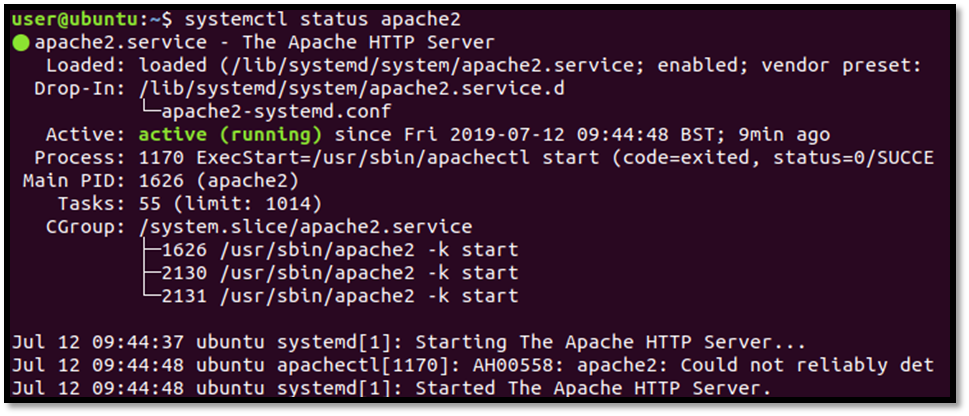 user@ubuntu:~$ systemctl status apache2
● apache2.service - The Apache HTTP Server
   Loaded: loaded (/lib/systemd/system/apache2.service; enabled; vendor preset:
  Drop-In: /lib/systemd/system/apache2.service.d
           └─apache2-systemd.conf
   Active: active (running) since Fri 2019-07-12 09:44:48 BST; 9min ago
  Process: 1170 ExecStart=/usr/sbin/apachectl start (code=exited, status=0/SUCCE
 Main PID: 1626 (apache2)
    Tasks: 55 (limit: 1014)
   CGroup: /system.slice/apache2.service
           ├─1626 /usr/sbin/apache2 -k start
           ├─2130 /usr/sbin/apache2 -k start
           └─2131 /usr/sbin/apache2 -k start
Jul 12 09:44:37 ubuntu systemd[1]: Starting The Apache HTTP Server...
Jul 12 09:44:48 ubuntu apachectl[1170]: AH00558: apache2: Could not reliably det
Jul 12 09:44:48 ubuntu systemd[1]: Started The Apache HTTP Server.